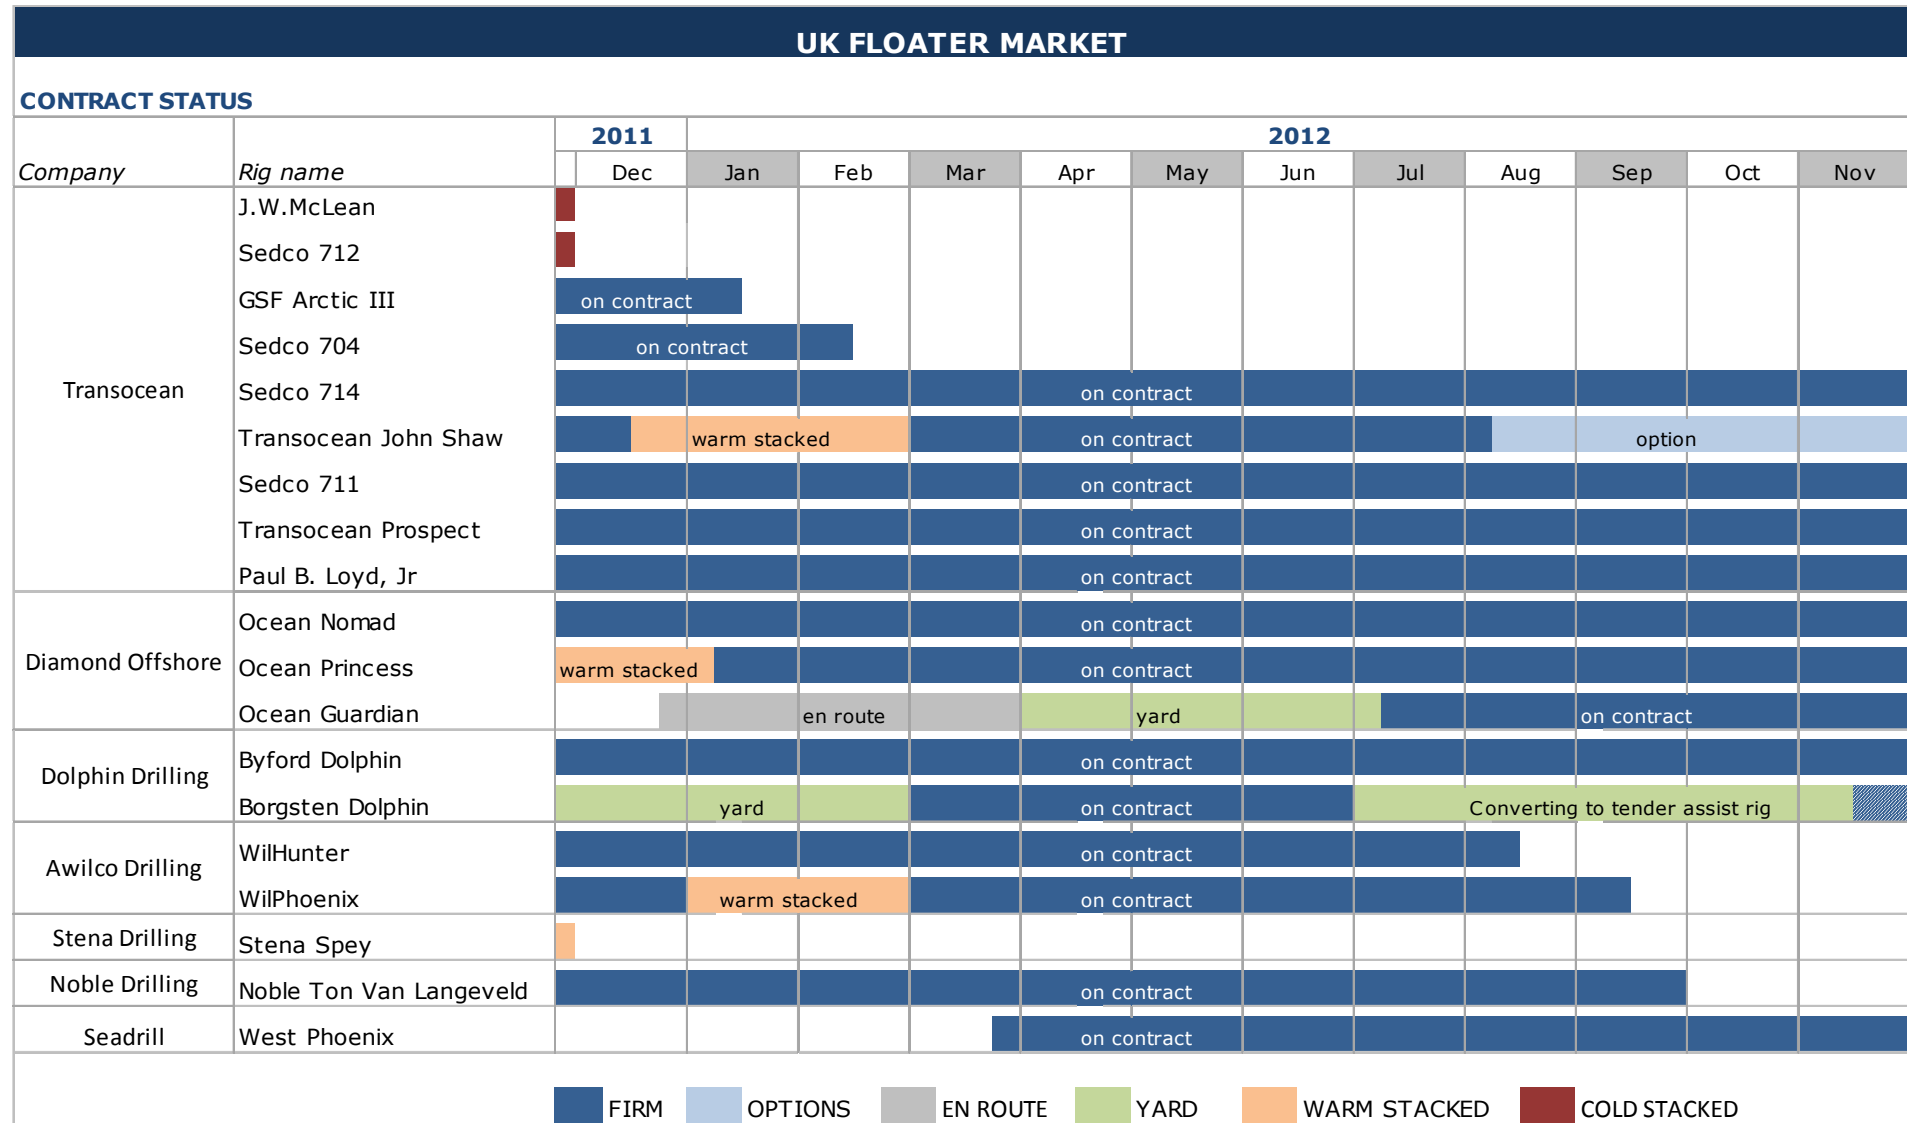 UK FLOATER MARKET
CONTRACT STATUS
2011 2012
Company Rig name Dec Jan Feb Mar Apr May Jun Jul Aug Sep Oct Nov
J.W.McLean
Sedco 712
GSF Arctic III on contract
Sedco 704 on contract
Transocean Sedco 714 on contract
Transocean John Shaw warm stacked on contract option
Sedco 711 on contract
Transocean Prospect on contract
Paul B. Loyd, Jr on contract
Ocean Nomad on contract
Diamond Offshore Ocean Princess warm stacked on contract
Ocean Guardian en route yard on contract
Dolphin Drilling
Byford Dolphin on contract
Borgsten Dolphin yard on contract Converting to tender assist rig
Awilco Drilling
WilHunter on contract
WilPhoenix warm stacked on contract
Stena Drilling Stena Spey
Noble Drilling Noble Ton Van Langeveld on contract
Seadrill West Phoenix on contract
FIRM OPTIONS EN ROUTE YARD WARM STACKED COLD STACKED